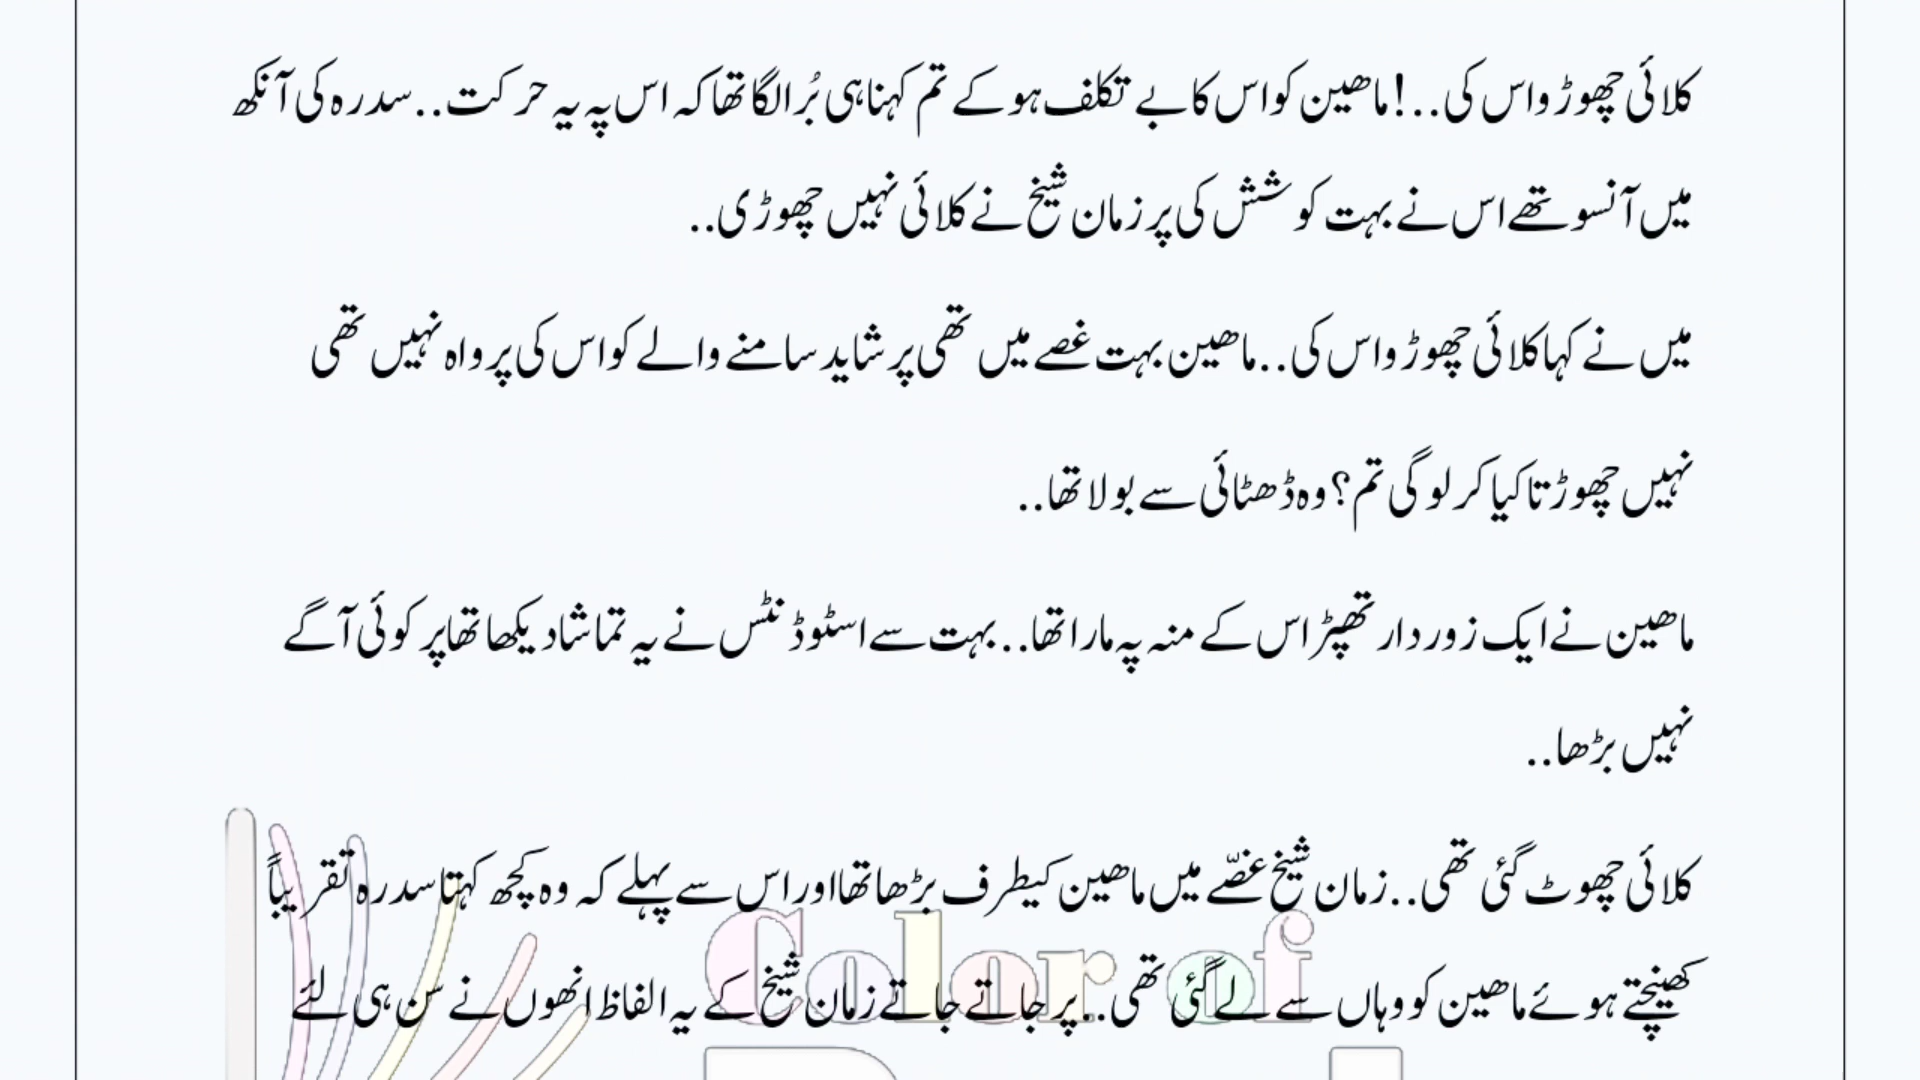 کلائی چھوڑو اس کی..!ماھین کو اس کا بے تکلف ہو کے تم کہنا ہی بُرا لگا تھا کہ اس پہ یہ حرکت..سدرہ کی آنکھ
میں آنسو تھے اس نے بہت کوشش کی پر زمان شیخ نے کلائی نہیں چھوڑی..
میں نے کہا کلائی چھوڑو اس کی..ماھین بہت غصے میں تھی پر شاید سامنے والے کو اس کی پرواہ نہیں تھی
نہیں چھوڑتا کیا کر لو گی تم؟ وہ ڈھٹائی سے بولا تھا..
ماھین نے ایک زوردار تھپڑ اس کے منہ پہ مارا تھا..بہت سے اسٹوڈنٹس نے یہ تماشا دیکھا تھا پر کوئی آگے
نہیں بڑھا..
کلائی چھوٹ گئی تھی..زمان شیخ غصّے میں ماھین کیطرف بڑھا تھا اور اس سے پہلے کہ وہ کچھ کہتا سدرہ تقریباً
کھینچتے ہوئے ماھین کو وہاں سے لے گئی تھی..پر جاتے جاتے زمان شیخ کے یہ الفاظ انھوں نے سن ہی لئے
Color of